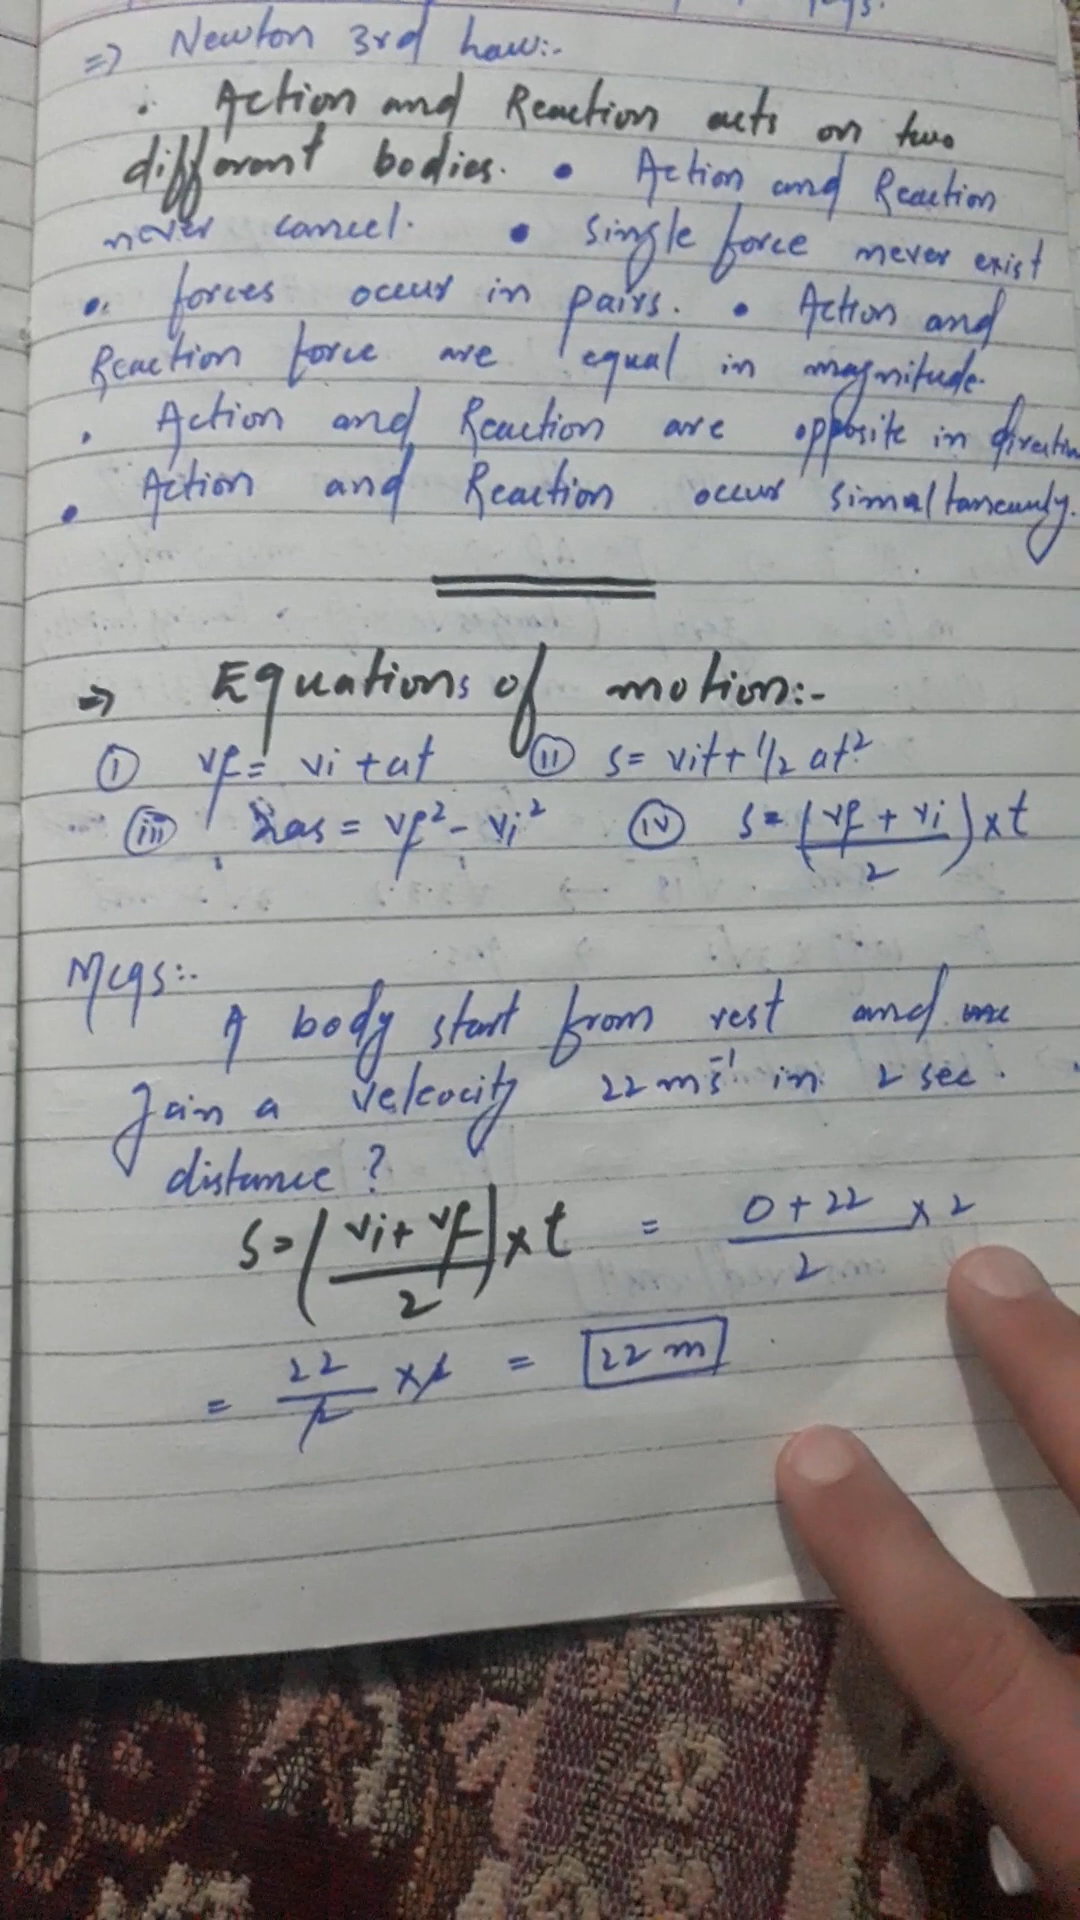 => Newton 3rd Law:-
. Action and Reaction acts on two
different bodies. • Action and Reaction
never cancel. • Single force never exist
• forces occur in pairs. • Action and
Reaction force are equal in magnitude.
. Action and Reaction are opposite in direction
• Action and Reaction occur simaltaneunly.
=> Equations of motion:-
(i) vf = vi + at (ii) s = vit + 1/2 at²
(iii) 2as = vf² - vi² (iv) s = (vf + vi / 2) x t
Mcqs:-
A body start from rest and
gain a velocity 22 ms⁻¹ in 2 sec.
distance ?
S = (vi + vf / 2) x t = 0 + 22 / 2 x 2
= 22 / 2 x 2 = 22 m